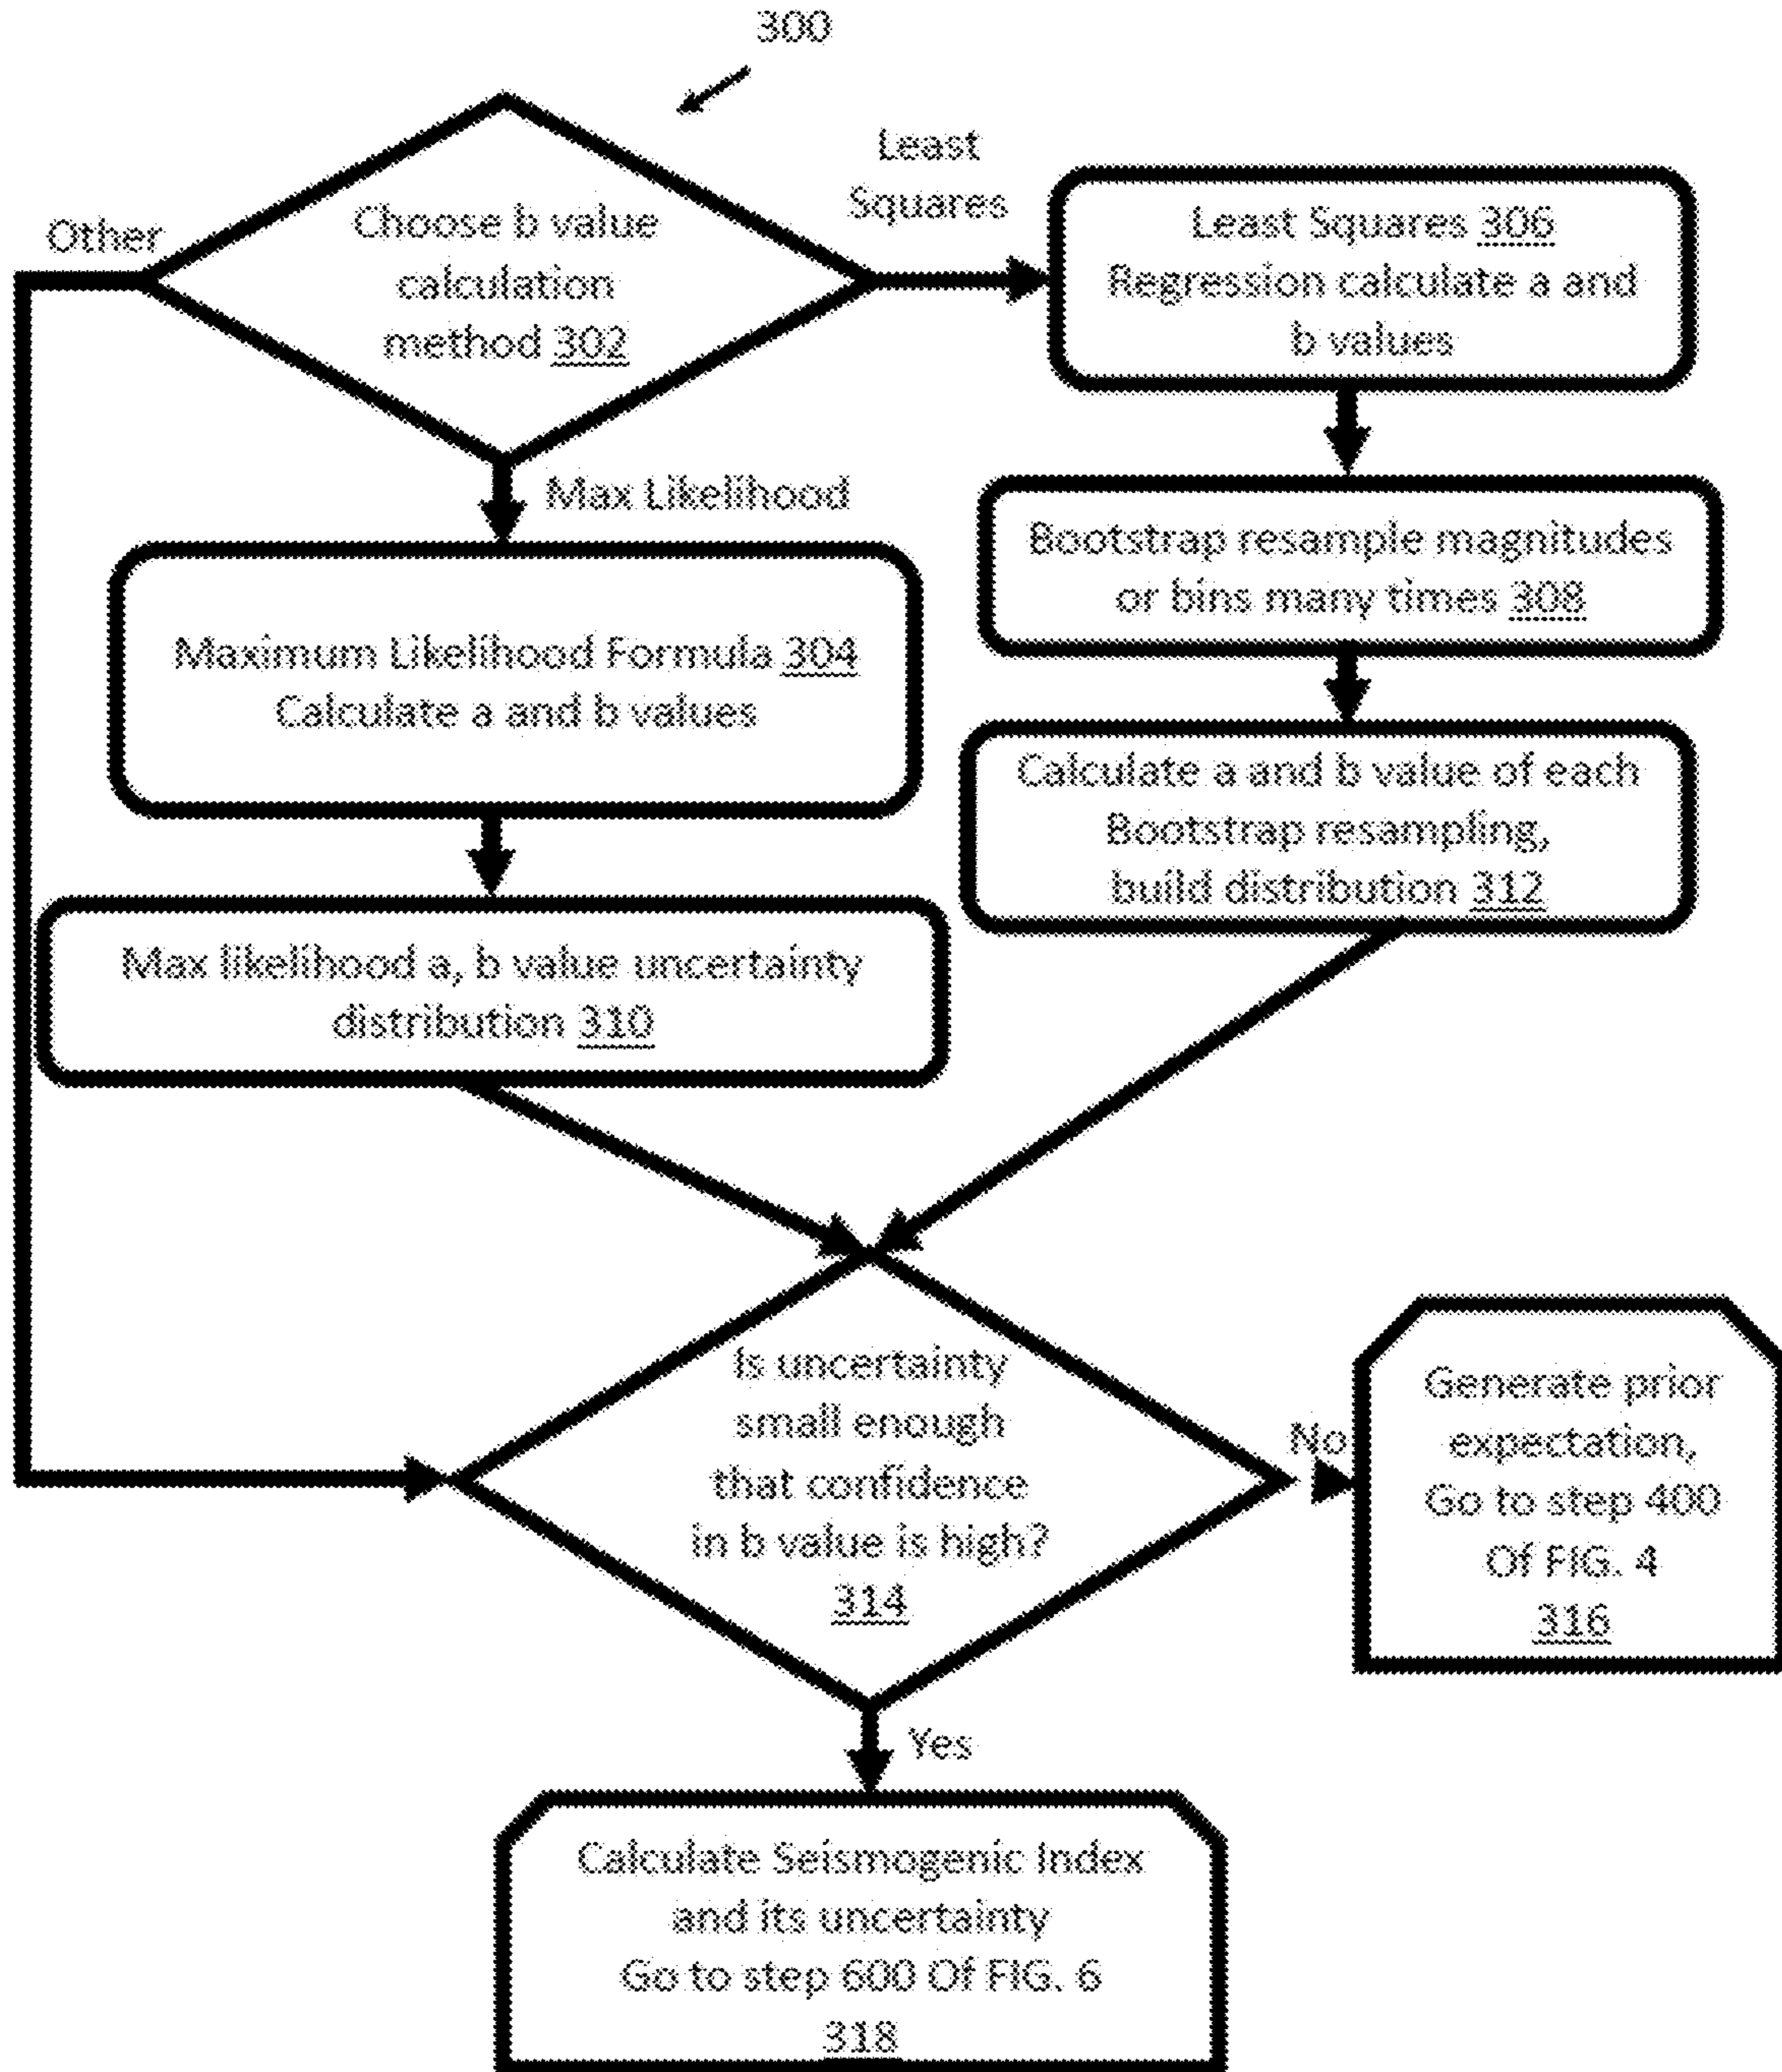 300
Least
Squares
Other
Choose b value
calculation
method 302
Least Squares 306
Regression calculate a and
b values
Max Likelihood
Bootstrap resample magnitudes
or bins many times 308
Maximum Likelihood Formula 304
Calculate a and b values
Calculate a and b value of each
Bootstrap resampling,
build distribution 312
Max likelihood a, b value uncertainty
distribution 310
Is uncertainty
small enough
that confidence
in b value is high?
314
No
Generate prior
expectation,
Go to step 400
Of FIG. 4
316
Yes
Calculate Seismogenic Index
and its uncertainty
Go to step 600 Of FIG. 6
318